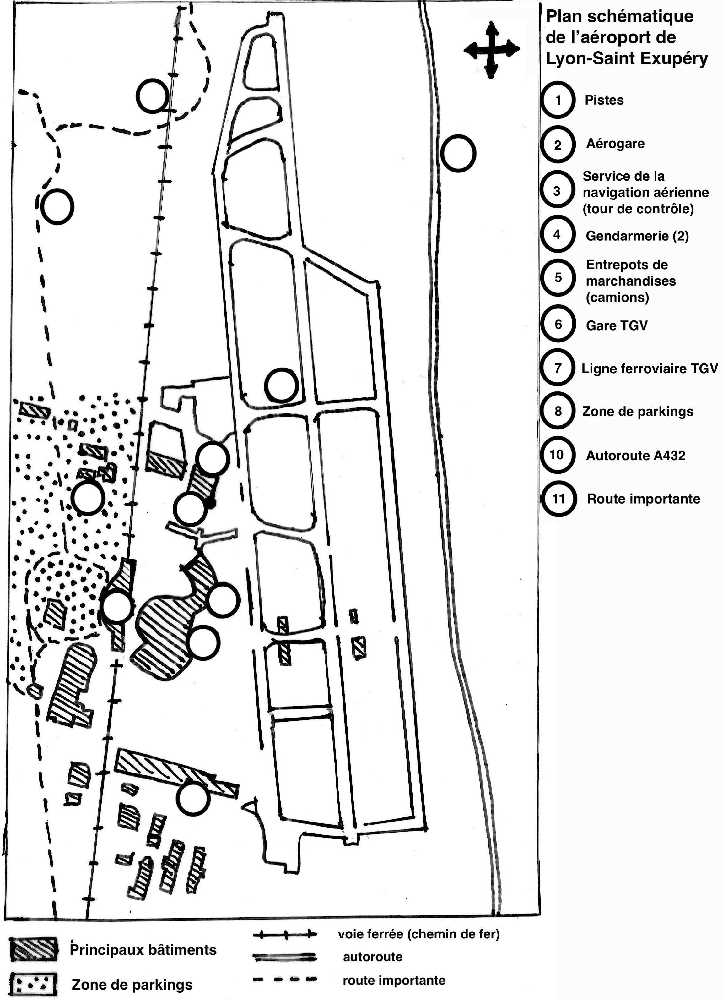 Plan schématique
de l'aéroport de
Lyon-Saint Exupéry
1 Pistes
2 Aérogare
3 Service de la
navigation aérienne
(tour de contrôle)
4 Gendarmerie (2)
5 Entrepots de
marchandises
(camions)
6 Gare TGV
7 Ligne ferroviaire TGV
8 Zone de parkings
10 Autoroute A432
11 Route importante
Principaux bâtiments
Zone de parkings
voie ferrée (chemin de fer)
autoroute
route importante